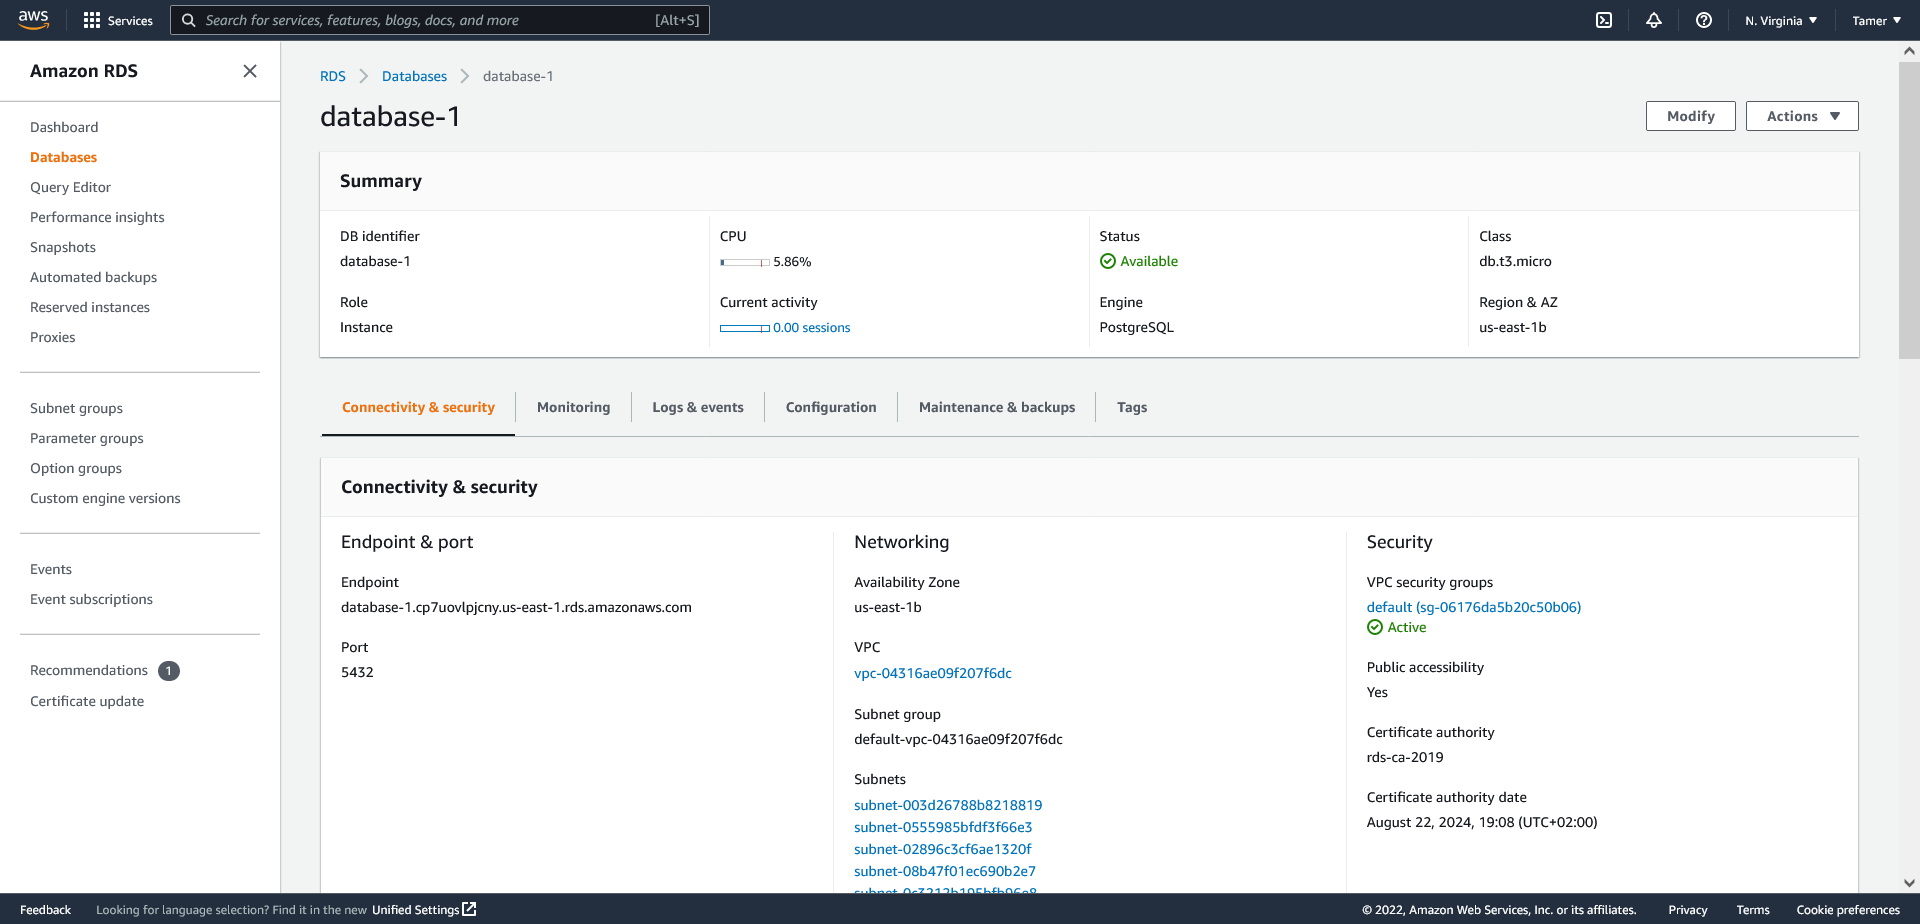 aws
Services
Search for services, features, blogs, docs, and more
[Alt+S]
N. Virginia
Tamer
Amazon RDS
Dashboard
Databases
Query Editor
Performance insights
Snapshots
Automated backups
Reserved instances
Proxies
Subnet groups
Parameter groups
Option groups
Custom engine versions
Events
Event subscriptions
Recommendations 1
Certificate update
RDS Databases database-1
database-1
Modify
Actions
Summary
DB identifier
database-1
CPU
5.86%
Status
Available
Class
db.t3.micro
Role
Instance
Current activity
0.00 sessions
Engine
PostgreSQL
Region & AZ
us-east-1b
Connectivity & security
Monitoring
Logs & events
Configuration
Maintenance & backups
Tags
Connectivity & security
Endpoint & port
Endpoint
database-1.cp7uovlpjcny.us-east-1.rds.amazonaws.com
Port
5432
Networking
Availability Zone
us-east-1b
VPC
vpc-04316ae09f207f6dc
Subnet group
default-vpc-04316ae09f207f6dc
Subnets
subnet-003d26788b8218819
subnet-0555985bfdf3f66e3
subnet-02896c3cf6ae1320f
subnet-08b47f01ec690b2e7
Security
VPC security groups
default (sg-06176da5b20c50b06)
Active
Public accessibility
Yes
Certificate authority
rds-ca-2019
Certificate authority date
August 22, 2024, 19:08 (UTC+02:00)
Feedback
Looking for language selection? Find it in the new Unified Settings
© 2022, Amazon Web Services, Inc. or its affiliates.
Privacy
Terms
Cookie preferences